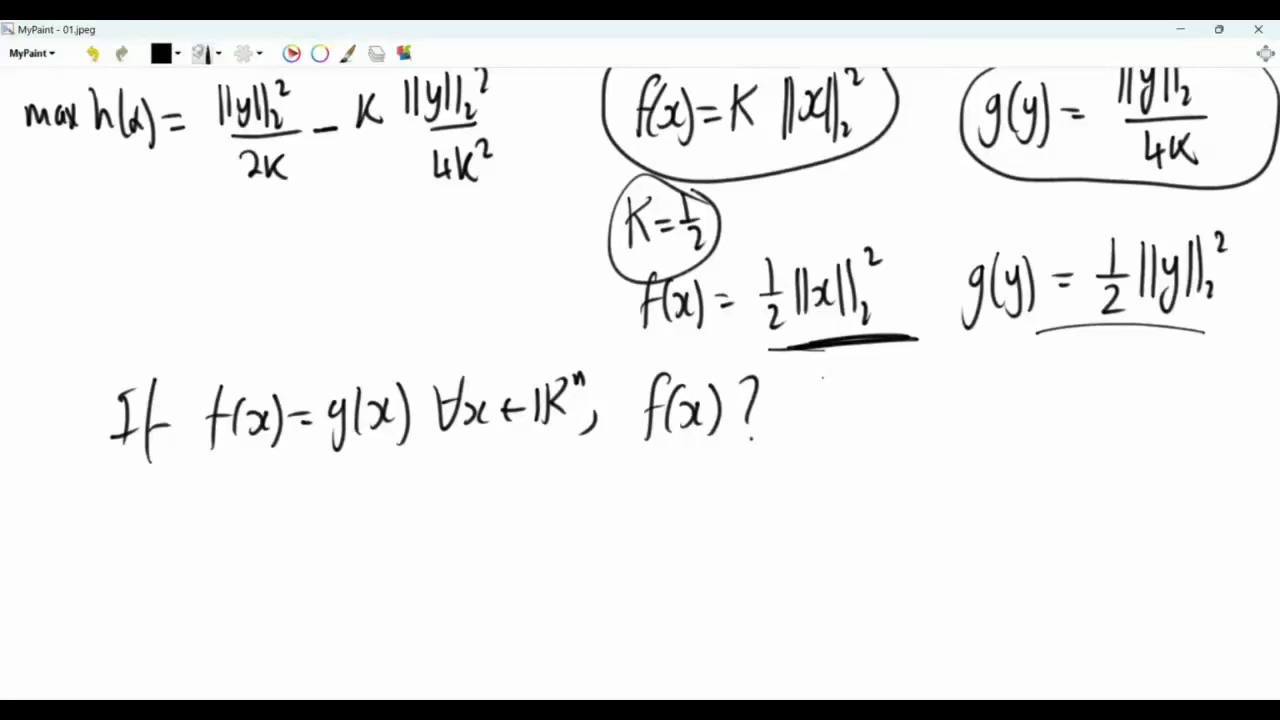 MyPaint - 01.jpeg
MyPaint
max h(α) = ||y||₂² / 2K - K ||y||₂² / 4K²
f(x) = K ||x||₂²
g(y) = ||y||₂ / 4K
K = 1/2
f(x) = 1/2 ||x||₂²
g(y) = 1/2 ||y||₂²
If f(x) = g(x) ∀x ∈ ℝⁿ, f(x) ?